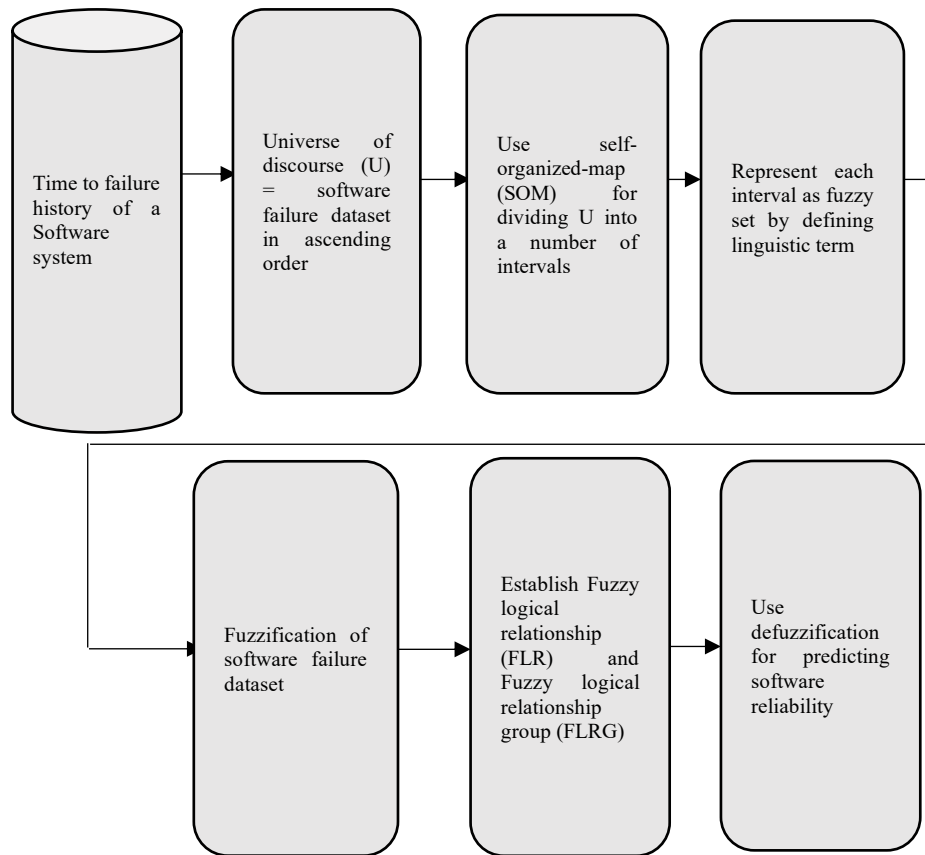 Time to failure
history of a
Software
system
Universe of
discourse (U)
= software
failure dataset
in ascending
order
Use self-
organized-map
(SOM) for
dividing U into
a number of
intervals
Represent each
interval as fuzzy
set by defining
linguistic term
Fuzzification of
software failure
dataset
Establish Fuzzy
logical
relationship
(FLR) and
Fuzzy logical
relationship
group (FLRG)
Use
defuzzification
for predicting
software
reliability